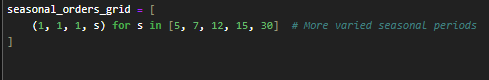 seasonal_orders_grid = [
    (1, 1, 1, s) for s in [5, 7, 12, 15, 30]  # More varied seasonal periods
]